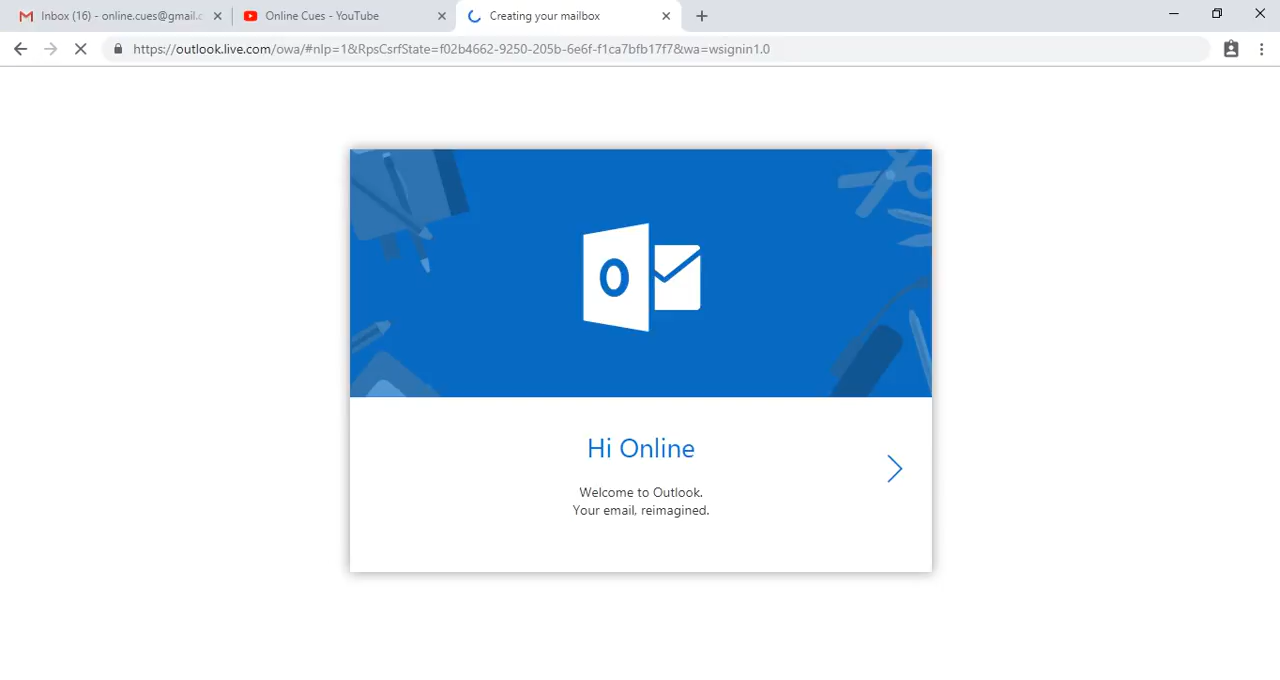 Inbox (16) - online.cues@gmail.c
Online Cues - YouTube
Creating your mailbox
https://outlook.live.com/owa/#nlp=1&RpsCsrfState=f02b4662-9250-205b-6e6f-f1ca7bfb17f7&wa=wsignin1.0
O
Hi Online
Welcome to Outlook.
Your email, reimagined.